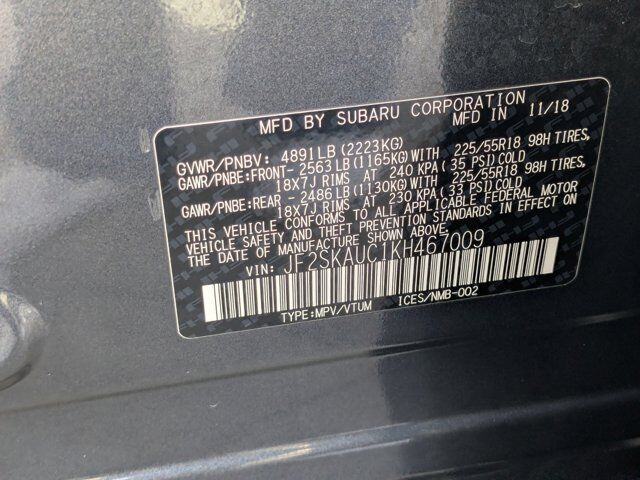 MFD BY SUBARU CORPORATION
MFD IN 11/18
GVWR/PNBV: 4891LB(2223KG)
GAWR/PNBE:FRONT- 2563LB(1165KG)WITH 225/55R18 98H TIRES,
18X7J RIMS AT 240 KPA(35 PSI)COLD
GAWR/PNBE:REAR - 2486LB(1130KG)WITH 225/55R18 98H TIRES,
18X7J RIMS AT 230 KPA(33 PSI)COLD
THIS VEHICLE CONFORMS TO ALL APPLICABLE FEDERAL MOTOR
VEHICLE SAFETY AND THEFT PREVENTION STANDARDS IN EFFECT ON
THE DATE OF MANUFACTURE SHOWN ABOVE.
VIN: JF2SKAUC1KH467009
TYPE:MPV/VTUM ICES/NMB-002